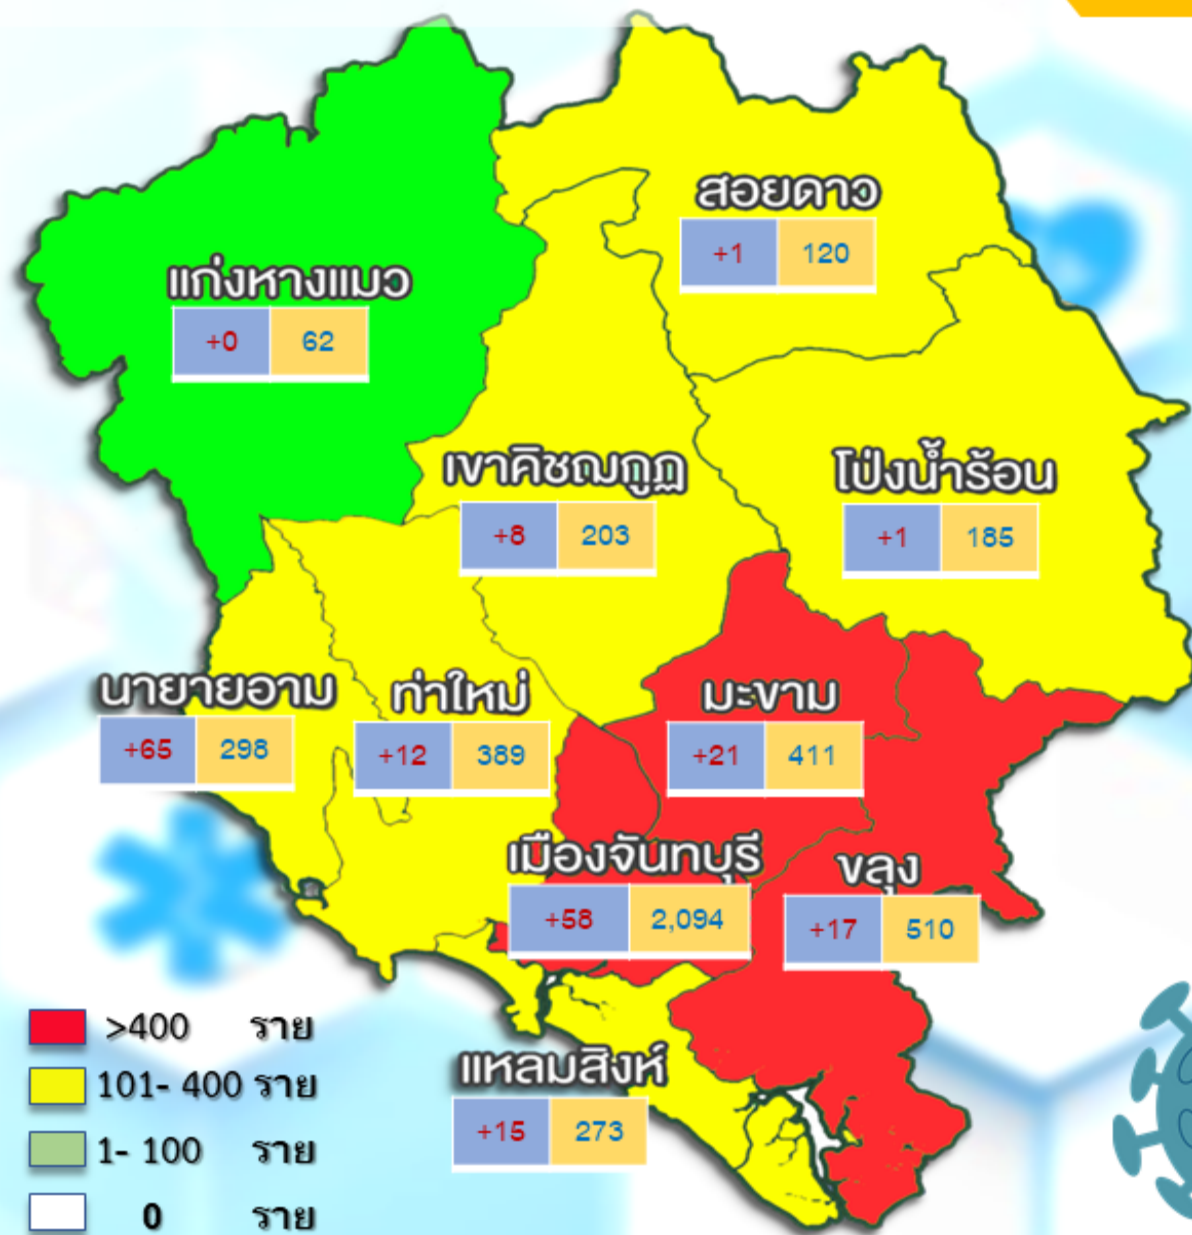 สอยดาว
+1 120
แก่งหางแมว
+0 62
เขาคิชฌกูฏ
+8 203
โป่งน้ำร้อน
+1 185
นายายอาม
+65 298
ท่าใหม่
+12 389
มะขาม
+21 411
เมืองจันทบุรี
+58 2,094
ขลุง
+17 510
แหลมสิงห์
+15 273
>400 ราย
101- 400 ราย
1- 100 ราย
0 ราย